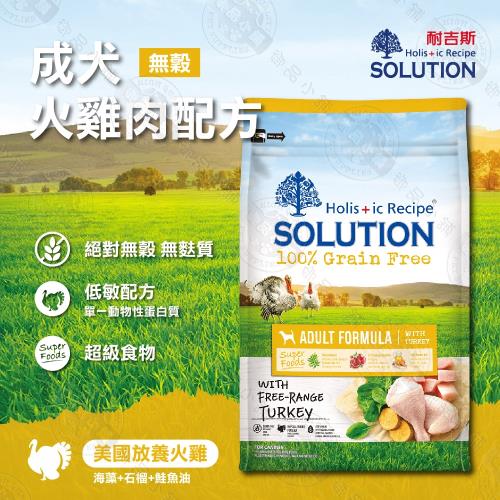 耐吉斯
Holis+ic Recipe
SOLUTION
成犬 無穀
火雞肉配方
絕對無穀 無麩質
低敏配方
單一動物性蛋白質
Super Foods
超級食物
美國放養火雞
海藻+石榴+鮭魚油
Holis+ic Recipe®
SOLUTION
100% Grain Free
ADULT FORMULA
WITH
TURKEY
Super
Foods
WITH
FREE-RANGE
TURKEY